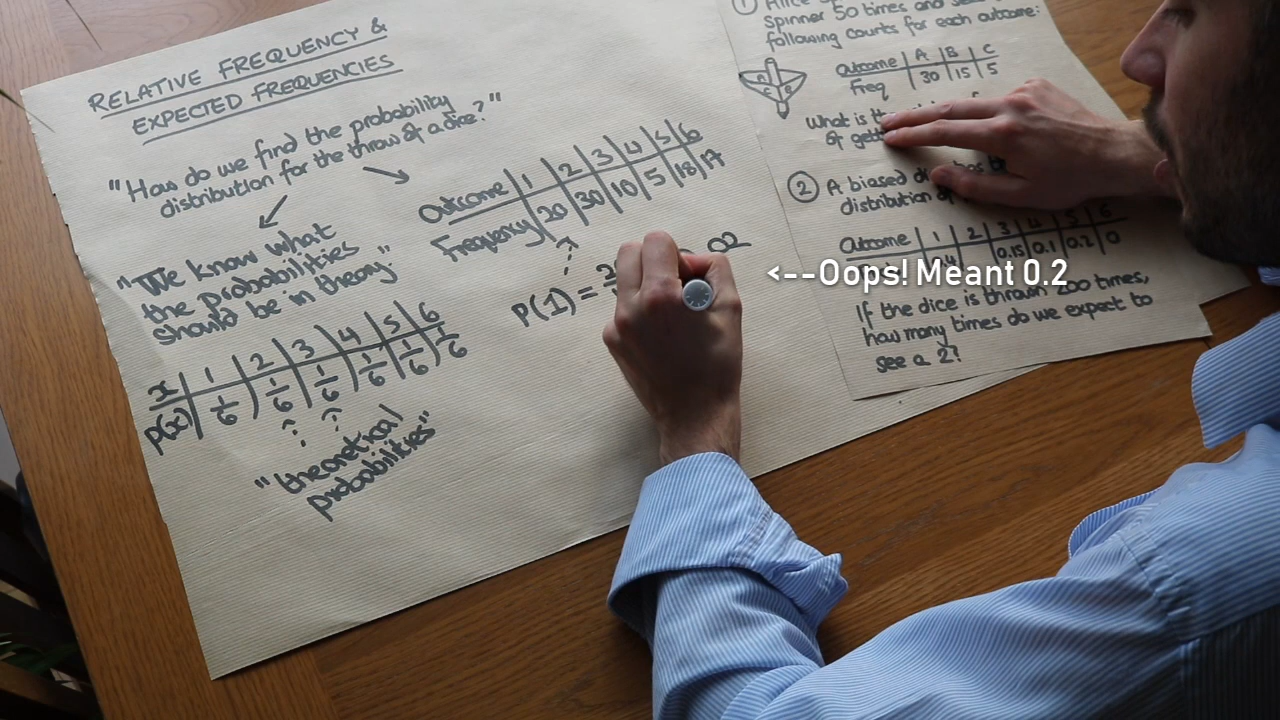 RELATIVE FREQUENCY &
EXPECTED FREQUENCIES
"How do we find the probability
distribution for the throw of a dice?"
"We know what
the probabilities
should be in theory"
x 1 2 3 4 5 6
P(x) 1/6 1/6 1/6 1/6 1/6 1/6
"theoretical
probabilities"
Outcome 1 2 3 4 5 6
Frequency 20 30 10 5 18 17
P(1) = 02
<--Oops! Meant 0.2
1 Alice
spinner 50 times and
following counts for each outcome:
Outcome A B C
Freq 30 15 5
What is
of
2 A biased has
distribution
Outcome 1 2 3 4 5 6
0.15 0.1 0.2 0
If the dice is thrown 200 times,
how many times do we expect to
see a 2?